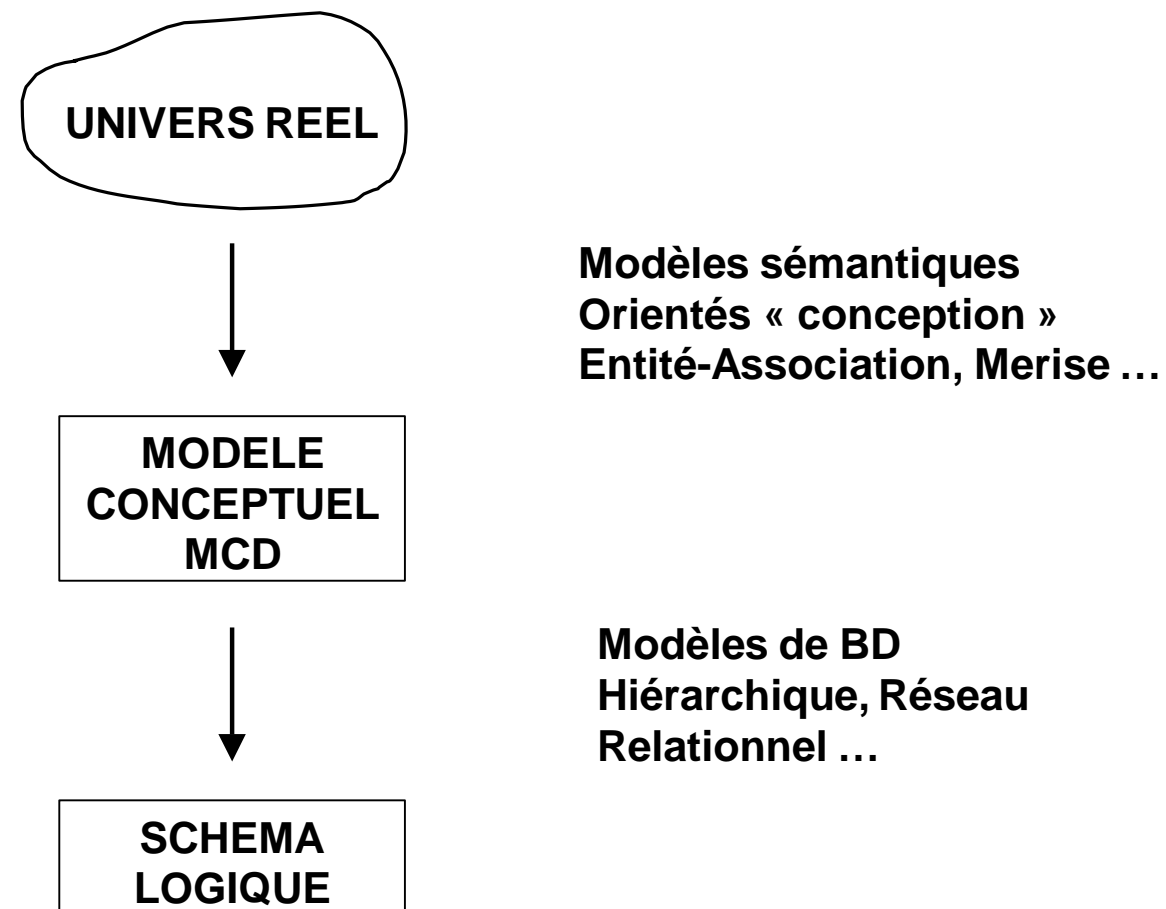 UNIVERS REEL
Modèles sémantiques
Orientés « conception »
Entité-Association, Merise …
MODELE
CONCEPTUEL
MCD
Modèles de BD
Hiérarchique, Réseau
Relationnel …
SCHEMA
LOGIQUE